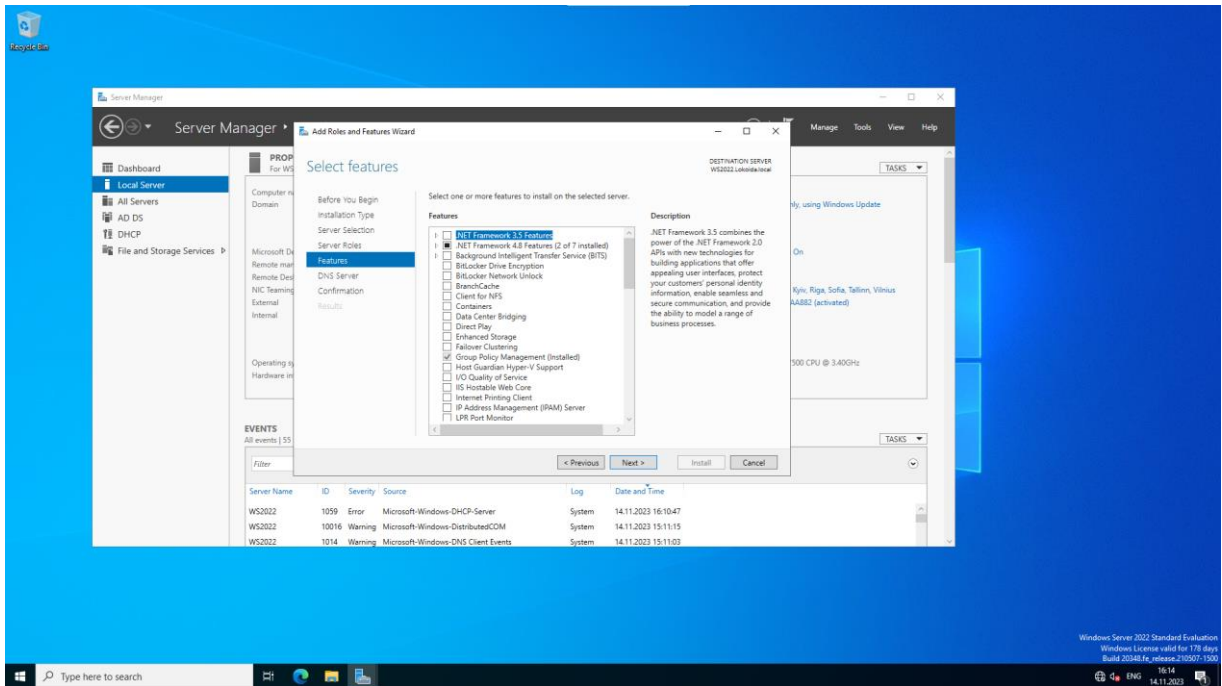 Recycle Bin
Server Manager
Server Manager
Manage Tools View Help
Dashboard
Local Server
All Servers
AD DS
DHCP
File and Storage Services
PROP
For WS
TASKS
Computer n
Domain
nly, using Windows Update
Microsoft De
Remote man
Remote Des
NIC Teaming
External
Internal
On
Kyiv, Riga, Sofia, Tallinn, Vilnius
AA882 (activated)
Operating sy
Hardware in
500 CPU @ 3.40GHz
Add Roles and Features Wizard
Select features
DESTINATION SERVER
WS2022.Loknida.local
Before You Begin
Installation Type
Server Selection
Server Roles
Features
DNS Server
Confirmation
Results
Select one or more features to install on the selected server.
Features
.NET Framework 3.5 Features
.NET Framework 4.8 Features (2 of 7 installed)
Background Intelligent Transfer Service (BITS)
BitLocker Drive Encryption
BitLocker Network Unlock
BranchCache
Client for NFS
Containers
Data Center Bridging
Direct Play
Enhanced Storage
Failover Clustering
Group Policy Management (Installed)
Host Guardian Hyper-V Support
I/O Quality of Service
IIS Hostable Web Core
Internet Printing Client
IP Address Management (IPAM) Server
LPR Port Monitor
Description
.NET Framework 3.5 combines the
power of the .NET Framework 2.0
APIs with new technologies for
building applications that offer
appealing user interfaces, protect
your customers' personal identity
information, enable seamless and
secure communication, and provide
the ability to model a range of
business processes.
< Previous Next > Install Cancel
EVENTS
All events | 55
TASKS
Filter
Server Name ID Severity Source Log Date and Time
WS2022 1059 Error Microsoft-Windows-DHCP-Server System 14.11.2023 16:10:47
WS2022 10016 Warning Microsoft-Windows-DistributedCOM System 14.11.2023 15:11:15
WS2022 1014 Warning Microsoft-Windows-DNS Client Events System 14.11.2023 15:11:03
Windows Server 2022 Standard Evaluation
Windows License valid for 178 days
Build 20348.fe_release.210507-1500
Type here to search
ENG
16:14
14.11.2023